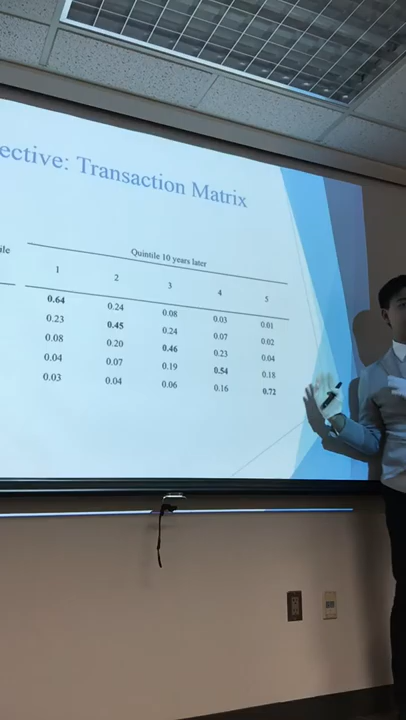 ective: Transaction Matrix
ile
Quintile 10 years later
1 2 3 4 5
0.64 0.24 0.08 0.03 0.01
0.23 0.45 0.24 0.07 0.02
0.08 0.20 0.46 0.23 0.04
0.04 0.07 0.19 0.54 0.18
0.03 0.04 0.06 0.16 0.72